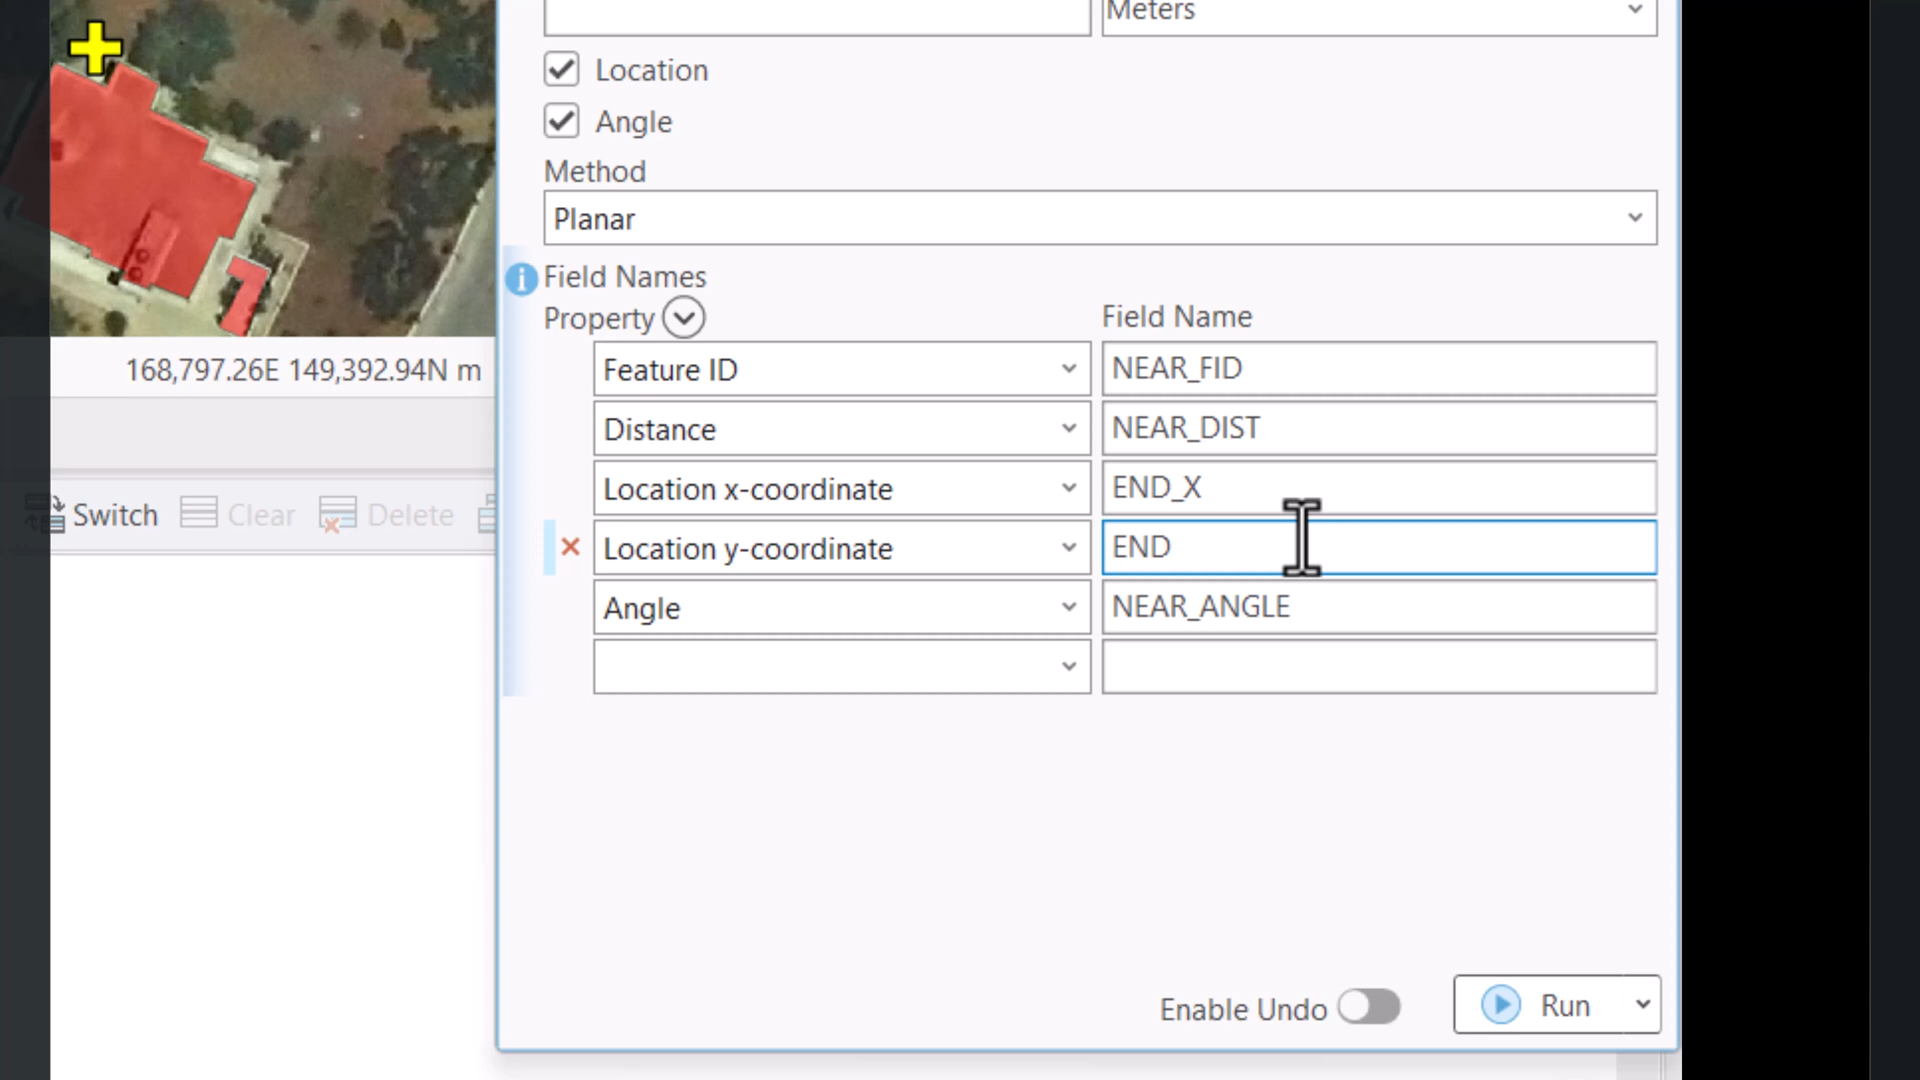 Meters
Location
Angle
Method
Planar
Field Names
Property
Field Name
Feature ID
NEAR_FID
Distance
NEAR_DIST
Location x-coordinate
END_X
Location y-coordinate
END
Angle
NEAR_ANGLE
168,797.26E 149,392.94N m
Switch
Clear
Delete
Enable Undo
Run